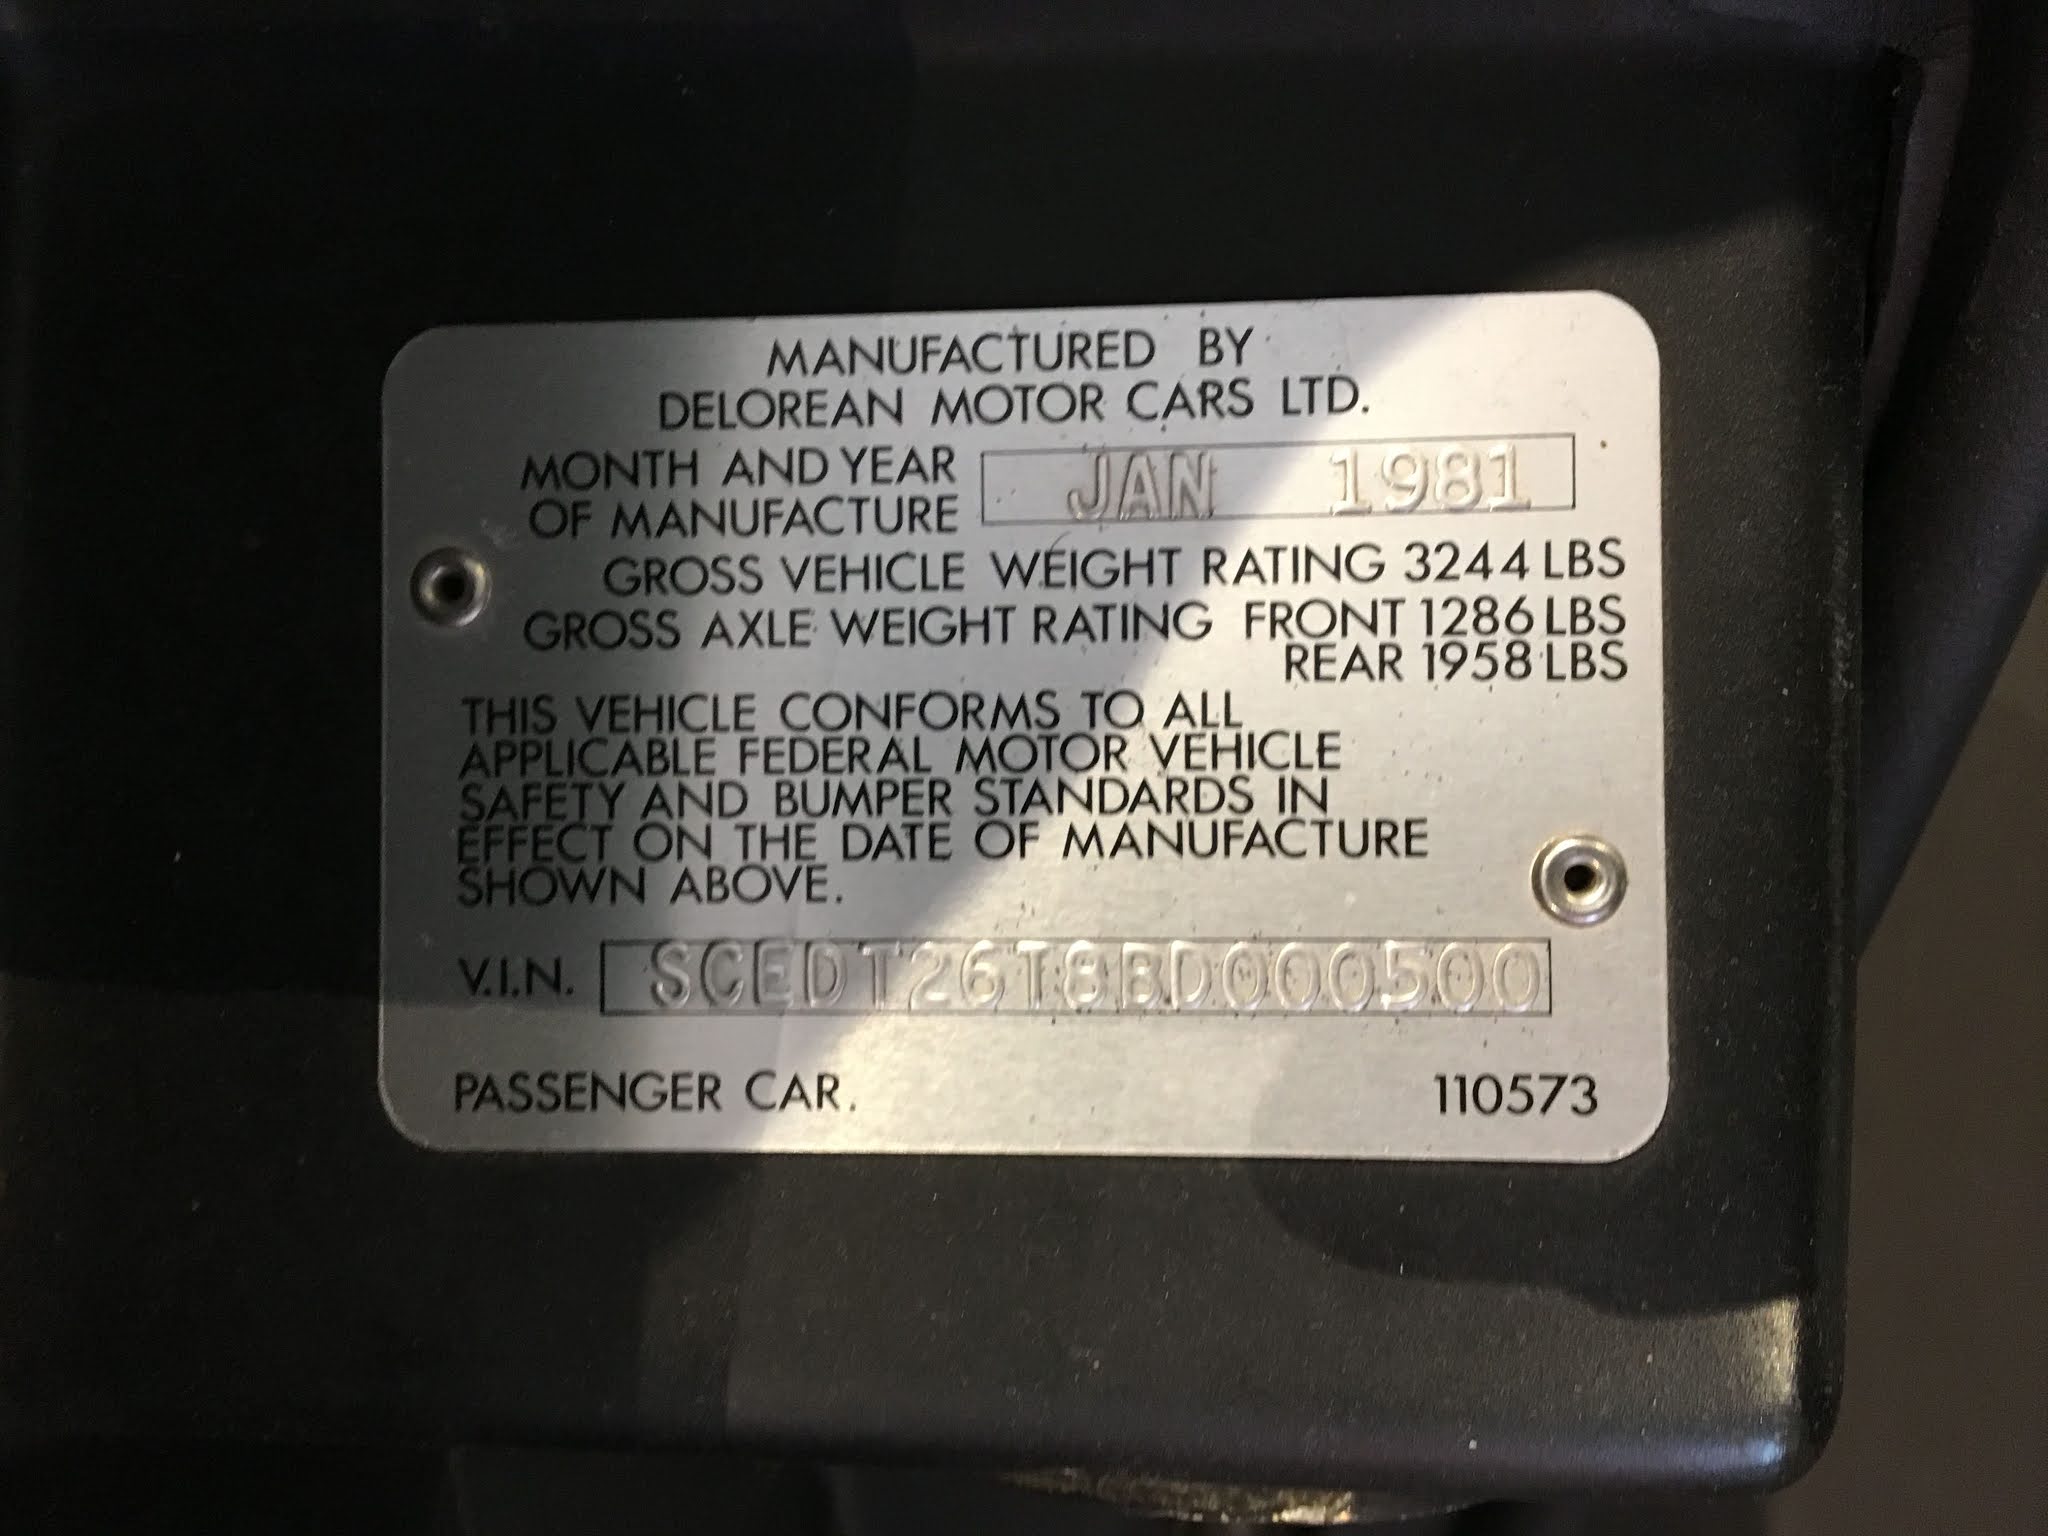 MANUFACTURED BY
DELOREAN MOTOR CARS LTD.
MONTH AND YEAR
OF MANUFACTURE JAN 1981
GROSS VEHICLE WEIGHT RATING 3244 LBS
GROSS AXLE WEIGHT RATING FRONT 1286 LBS
REAR 1958 LBS
THIS VEHICLE CONFORMS TO ALL
APPLICABLE FEDERAL MOTOR VEHICLE
SAFETY AND BUMPER STANDARDS IN
EFFECT ON THE DATE OF MANUFACTURE
SHOWN ABOVE.
V.I.N. SCEDT26T8BD000500
PASSENGER CAR. 110573